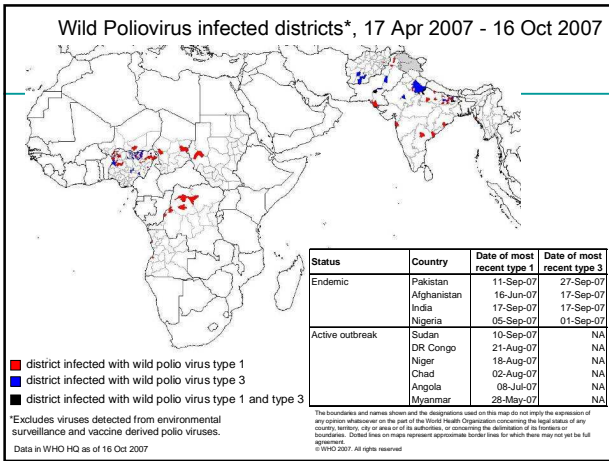 Wild Poliovirus infected districts*, 17 Apr 2007 - 16 Oct 2007
Status Country Date of most recent type 1 Date of most recent type 3
Endemic Pakistan 11-Sep-07 27-Sep-07
Afghanistan 16-Jun-07 17-Sep-07
India 17-Sep-07 17-Sep-07
Nigeria 05-Sep-07 01-Sep-07
Active outbreak Sudan 10-Sep-07 NA
DR Congo 21-Aug-07 NA
Niger 18-Aug-07 NA
Chad 02-Aug-07 NA
Angola 08-Jul-07 NA
Myanmar 28-May-07 NA
district infected with wild polio virus type 1
district infected with wild polio virus type 3
district infected with wild polio virus type 1 and type 3
*Excludes viruses detected from environmental
surveillance and vaccine derived polio viruses.
Data in WHO HQ as of 16 Oct 2007
The boundaries and names shown and the designations used on this map do not imply the expression of
any opinion whatsoever on the part of the World Health Organization concerning the legal status of any
country, territory, city or area or of its authorities, or concerning the delimitation of its frontiers or
boundaries. Dotted lines on maps represent approximate border lines for which there may not yet be full
agreement.
© WHO 2007. All rights reserved